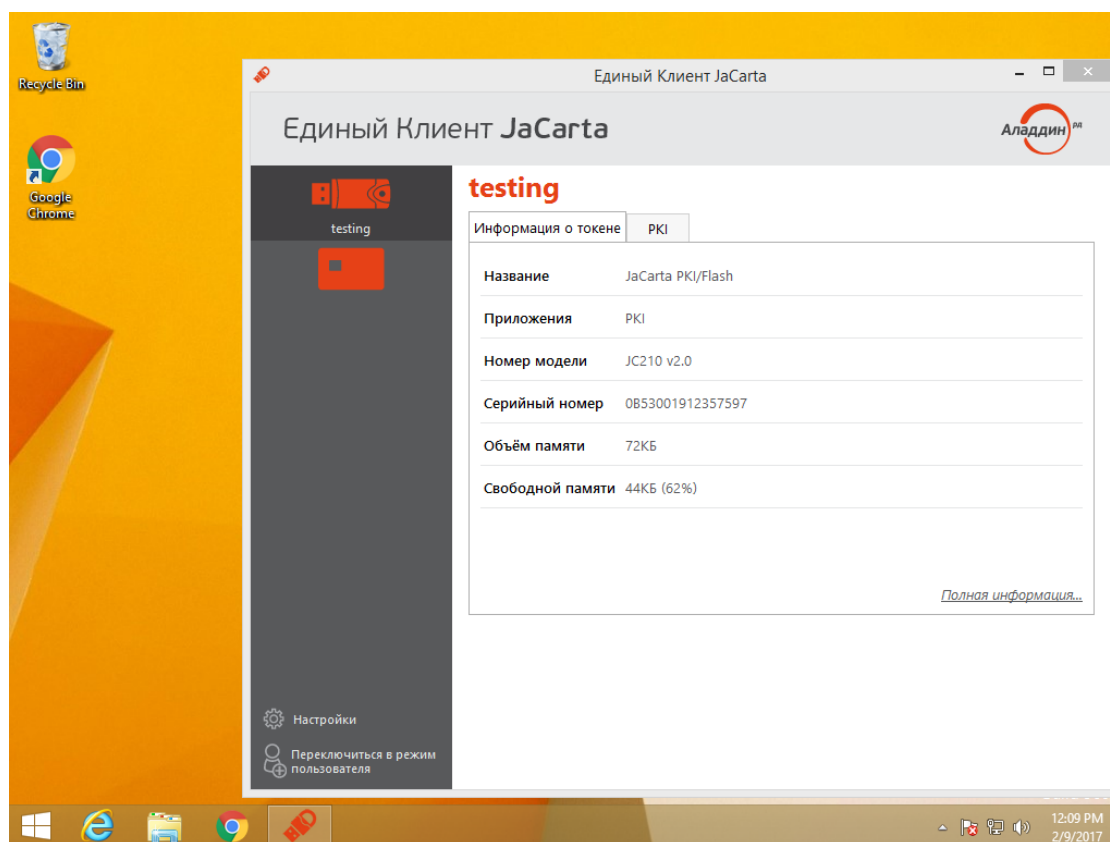 Recycle Bin
Google
Chrome
Единый Клиент JaCarta
Единый Клиент JaCarta
Аладдин РД
testing
testing
Информация о токене PKI
Название JaCarta PKI/Flash
Приложения PKI
Номер модели JC210 v2.0
Серийный номер 0B53001912357597
Объём памяти 72КБ
Свободной памяти 44КБ (62%)
Полная информация...
Настройки
Переключиться в режим
пользователя
12:09 PM
2/9/2017